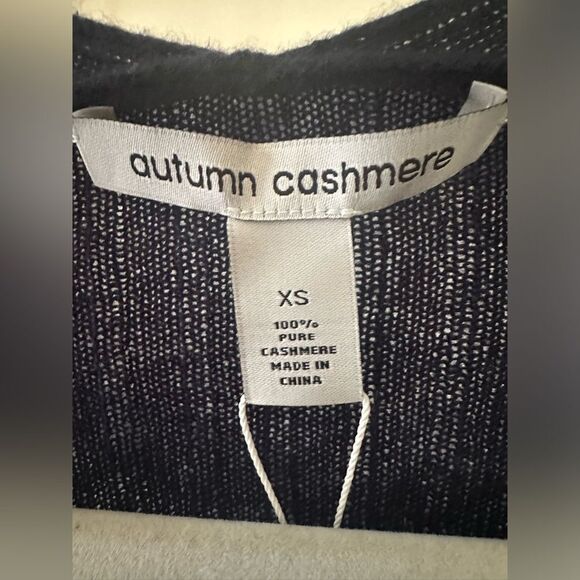 autumn cashmere
XS
100%
PURE
CASHMERE
MADE IN
CHINA